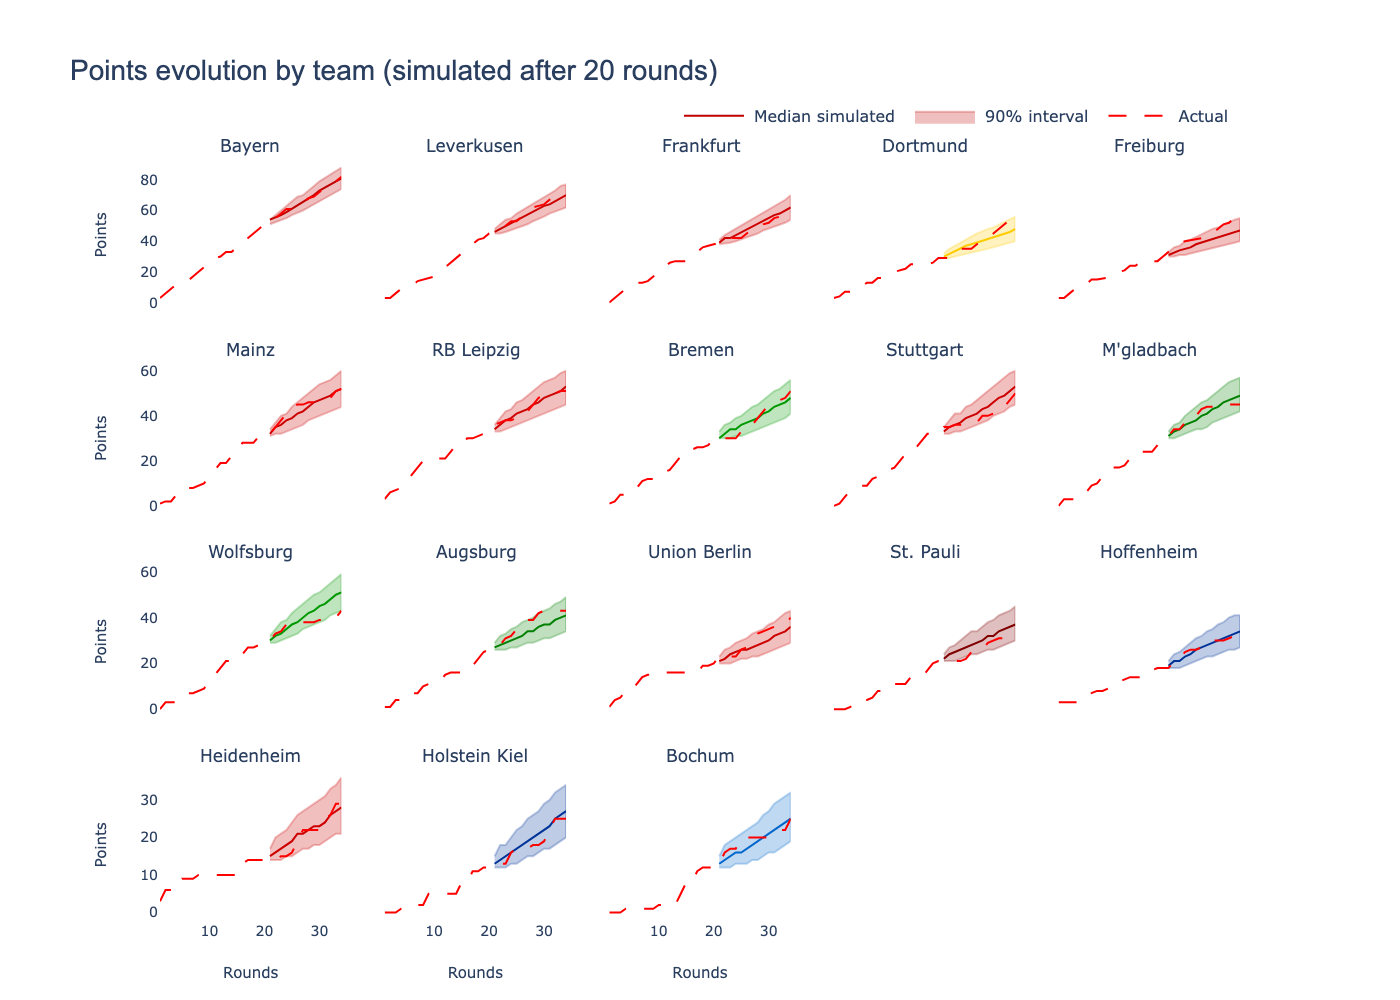 Points evolution by team (simulated after 20 rounds)
Median simulated 90% interval Actual
Bayern Leverkusen Frankfurt Dortmund Freiburg
80
60
40
20
0
Points
Mainz RB Leipzig Bremen Stuttgart M'gladbach
60
40
20
0
Points
Wolfsburg Augsburg Union Berlin St. Pauli Hoffenheim
60
40
20
0
Points
Heidenheim Holstein Kiel Bochum
30
20
10
0
Points
10 20 30 10 20 30 10 20 30
Rounds Rounds Rounds